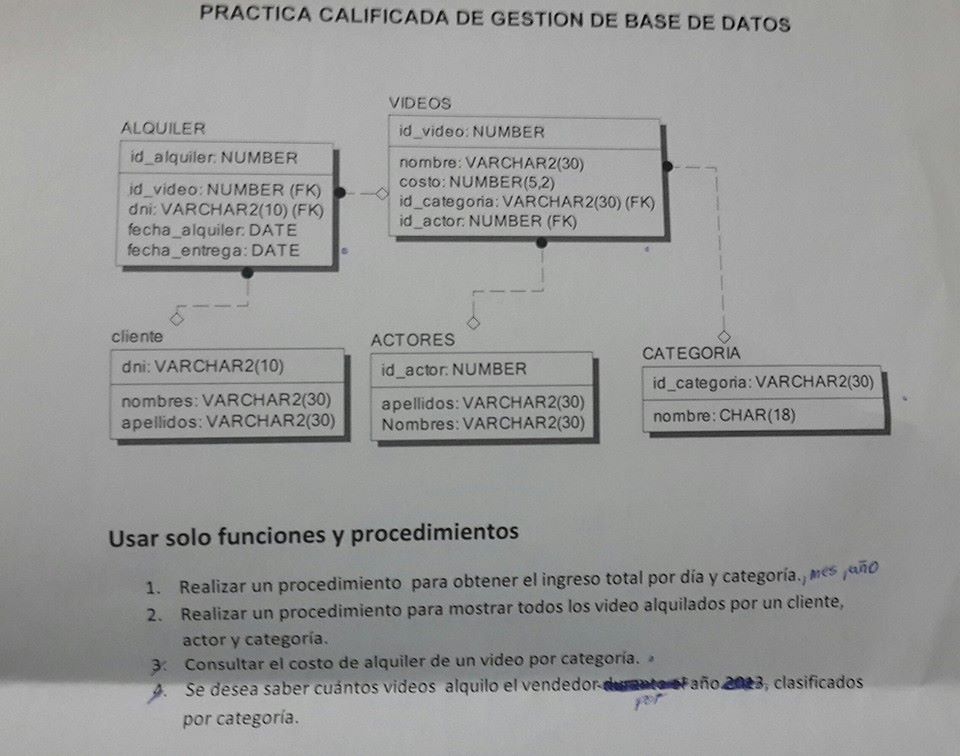 PRACTICA CALIFICADA DE GESTION DE BASE DE DATOS
VIDEOS
id_video: NUMBER
nombre: VARCHAR2(30)
costo: NUMBER(5,2)
id_categoria: VARCHAR2(30) (FK)
id_actor: NUMBER (FK)
ALQUILER
id_alquiler: NUMBER
id_video: NUMBER (FK)
dni: VARCHAR2(10) (FK)
fecha_alquiler: DATE
fecha_entrega: DATE
cliente
dni: VARCHAR2(10)
nombres: VARCHAR2(30)
apellidos: VARCHAR2(30)
ACTORES
id_actor: NUMBER
apellidos: VARCHAR2(30)
Nombres: VARCHAR2(30)
CATEGORIA
id_categoria: VARCHAR2(30)
nombre: CHAR(18)
Usar solo funciones y procedimientos
1. Realizar un procedimiento para obtener el ingreso total por día y categoría., mes, año
2. Realizar un procedimiento para mostrar todos los video alquilados por un cliente,
actor y categoría.
3. Consultar el costo de alquiler de un video por categoría.
4. Se desea saber cuántos videos alquilo el vendedor durante el año 2013, clasificados
por
por categoría.